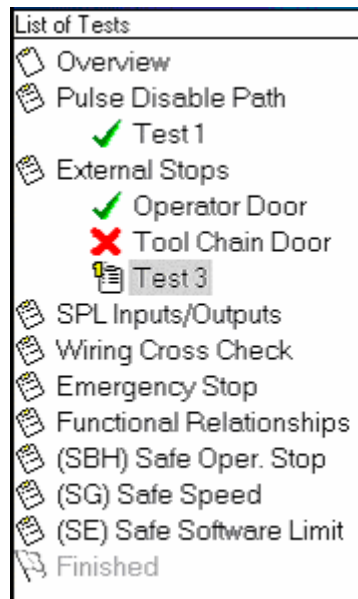 List of Tests
Overview
Pulse Disable Path
Test 1
External Stops
Operator Door
Tool Chain Door
Test 3
SPL Inputs/Outputs
Wiring Cross Check
Emergency Stop
Functional Relationships
(SBH) Safe Oper. Stop
(SG) Safe Speed
(SE) Safe Software Limit
Finished